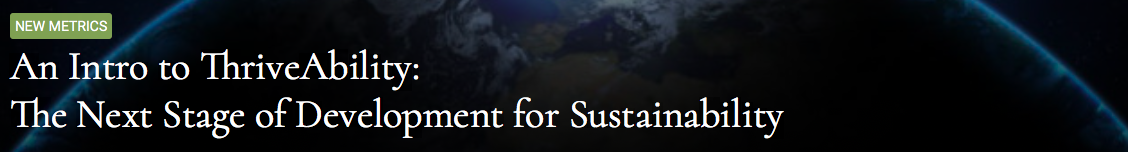 NEW METRICS
An Intro to ThriveAbility:
The Next Stage of Development for Sustainability